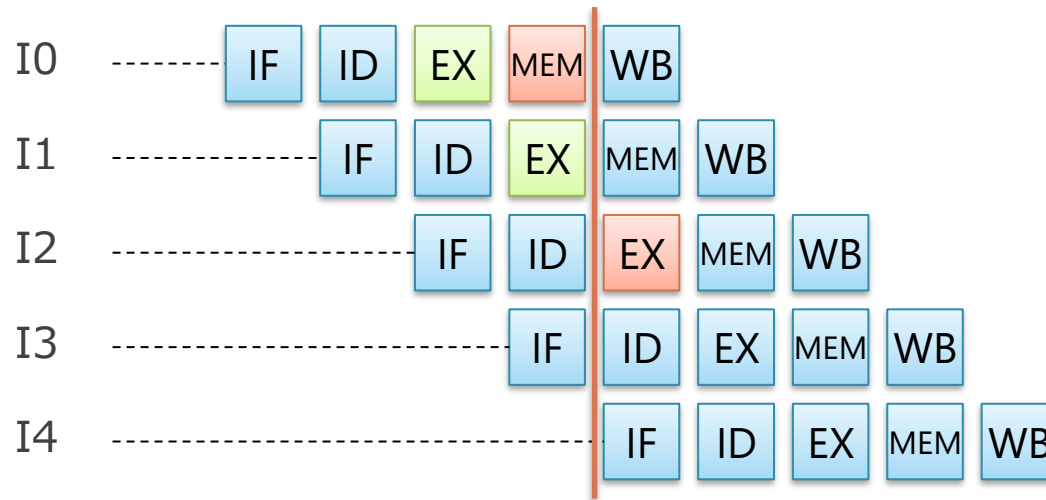 I0 IF ID EX MEM WB
I1 IF ID EX MEM WB
I2 IF ID EX MEM WB
I3 IF ID EX MEM WB
I4 IF ID EX MEM WB